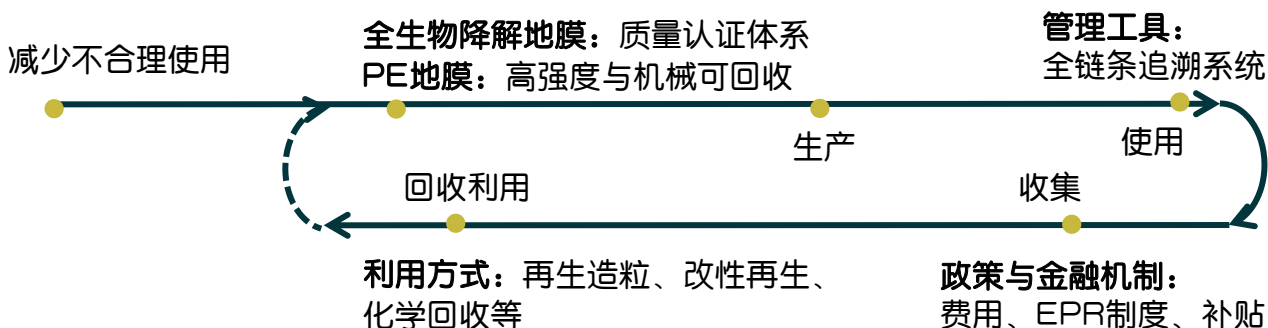 减少不合理使用
全生物降解地膜：质量认证体系
PE地膜：高强度与机械可回收
管理工具：
全链条追溯系统
生产
使用
回收利用
收集
利用方式：再生造粒、改性再生、
化学回收等
政策与金融机制：
费用、EPR制度、补贴